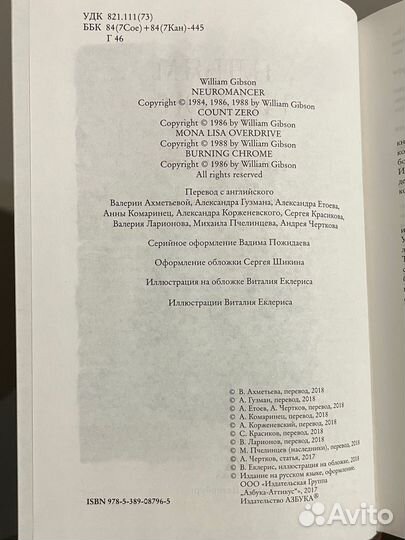 УДК 821.111(73)
ББК 84(7Сое)+84(7Кан)-445
Г 46
William Gibson
NEUROMANCER
Copyright © 1984, 1986, 1988 by William Gibson
COUNT ZERO
Copyright © 1986 by William Gibson
MONA LISA OVERDRIVE
Copyright © 1988 by William Gibson
BURNING CHROME
Copyright © 1986 by William Gibson
All rights reserved
Перевод с английского
Валерии Ахметьевой, Александра Гузмана, Александра Етоева,
Анны Комаринец, Александра Корженевского, Сергея Красикова,
Валерия Ларионова, Михаила Пчелинцева, Андрея Черткова
Серийное оформление Вадима Пожидаева
Оформление обложки Сергея Шикина
Иллюстрация на обложке Виталия Еклериса
Иллюстрации Виталия Еклериса
© В. Ахметьева, перевод, 2018
© А. Гузман, перевод, 2018
© А. Етоев, А. Чертков, перевод, 2018
© А. Комаринец, перевод, 2018
© А. Корженевский, перевод, 2018
© С. Красиков, перевод, 2018
© В. Ларионов, перевод, 2018
© М. Пчелинцев (наследники), перевод, 2018
© А. Чертков, статья, 2017
© В. Еклерис, иллюстрация на обложке, 2018
© Издание на русском языке, оформление.
ООО «Издательская Группа
„Азбука-Аттикус“», 2017
Издательство АЗБУКА®
ISBN 978-5-389-08796-5
Avito